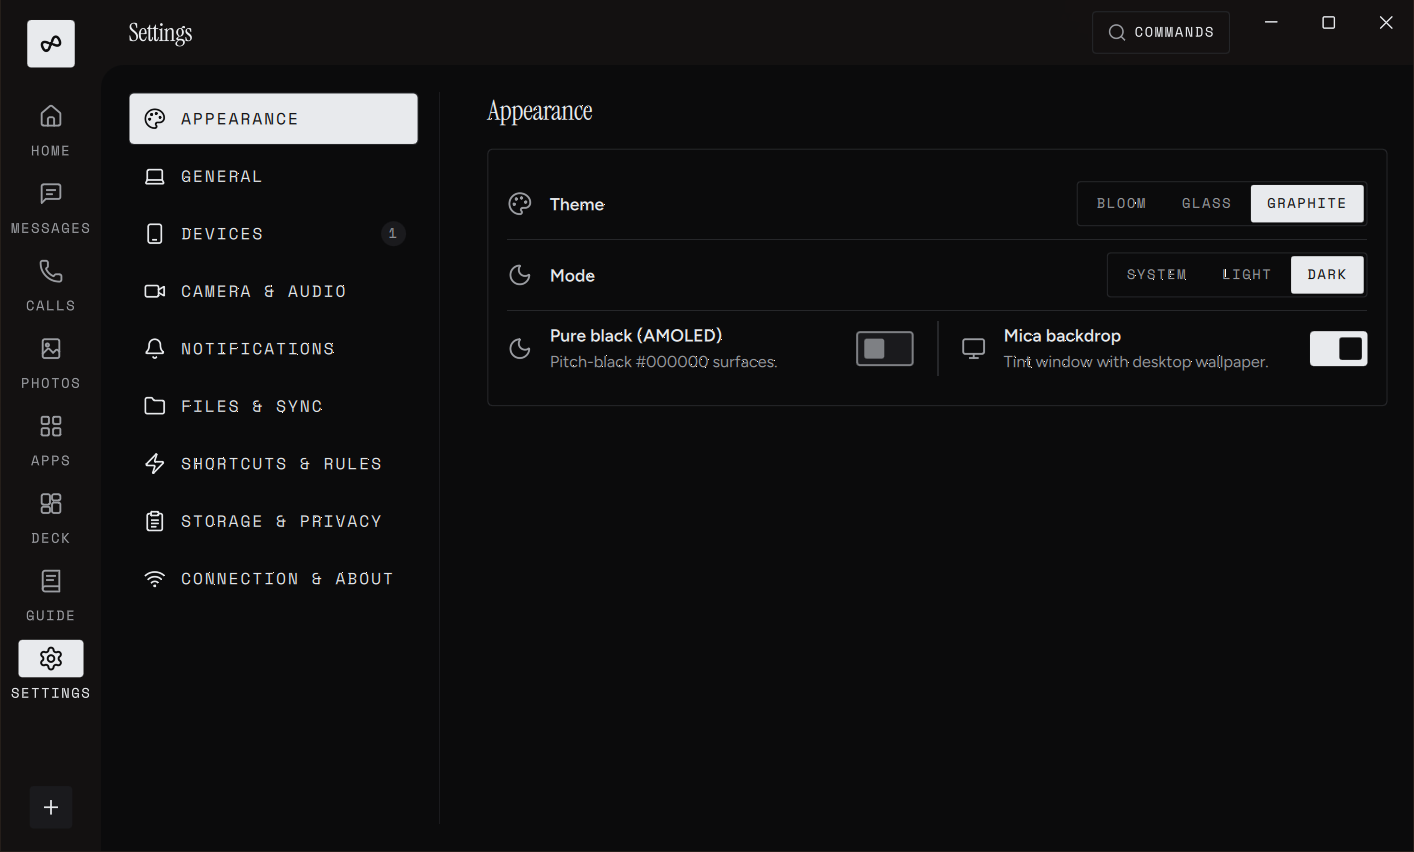 Settings
COMMANDS
HOME
MESSAGES
CALLS
PHOTOS
APPS
DECK
GUIDE
SETTINGS
APPEARANCE
GENERAL
DEVICES 1
CAMERA & AUDIO
NOTIFICATIONS
FILES & SYNC
SHORTCUTS & RULES
STORAGE & PRIVACY
CONNECTION & ABOUT
Appearance
Theme BLOOM GLASS GRAPHITE
Mode SYSTEM LIGHT DARK
Pure black (AMOLED)
Pitch-black #000000 surfaces.
Mica backdrop
Tint window with desktop wallpaper.